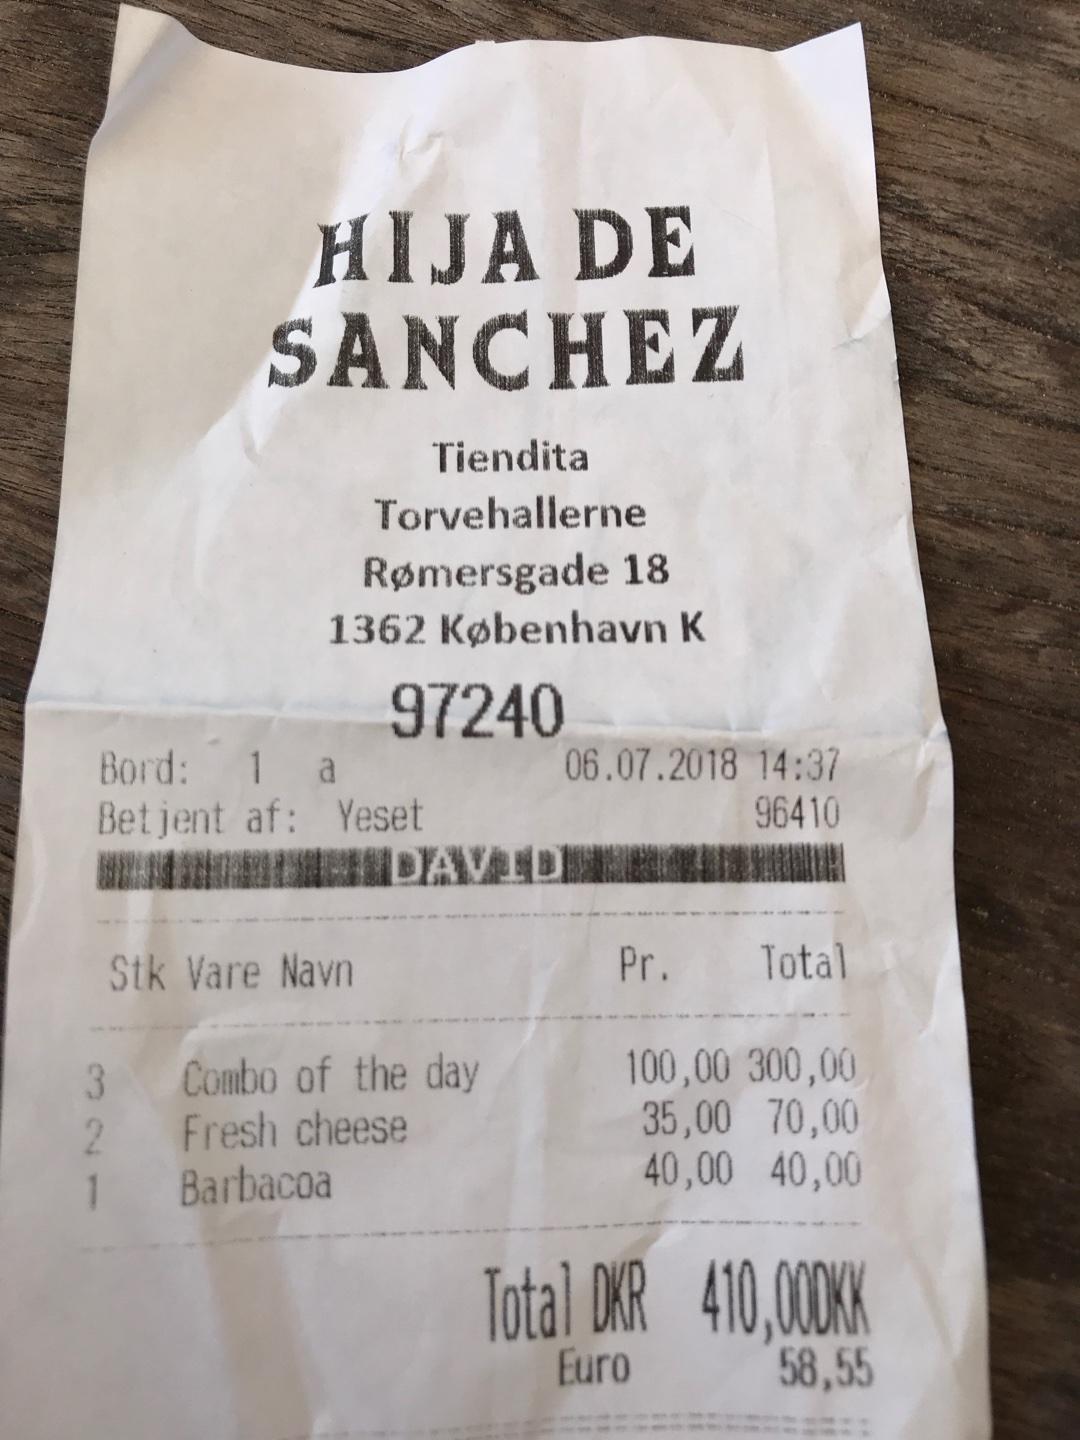 HIJA DE
SANCHEZ
Tiendita
Torvehallerne
Rømersgade 18
1362 København K
97240
Bord: 1 a 06.07.2018 14:37
Betjent af: Yeset 96410
DAVID
Stk Vare Navn Pr. Total
3 Combo of the day 100,00 300,00
2 Fresh cheese 35,00 70,00
1 Barbacoa 40,00 40,00
Total DKR 410,00DKK
Euro 58,55